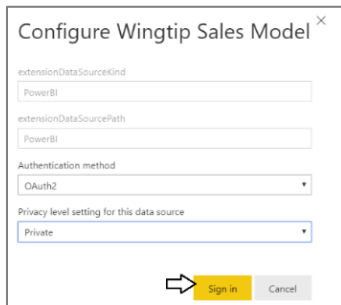 Configure Wingtip Sales Model
extensionDataSourceKind
PowerBI
extensionDataSourcePath
PowerBI
Authentication method
OAuth2
Privacy level setting for this data source
Private
Sign in Cancel